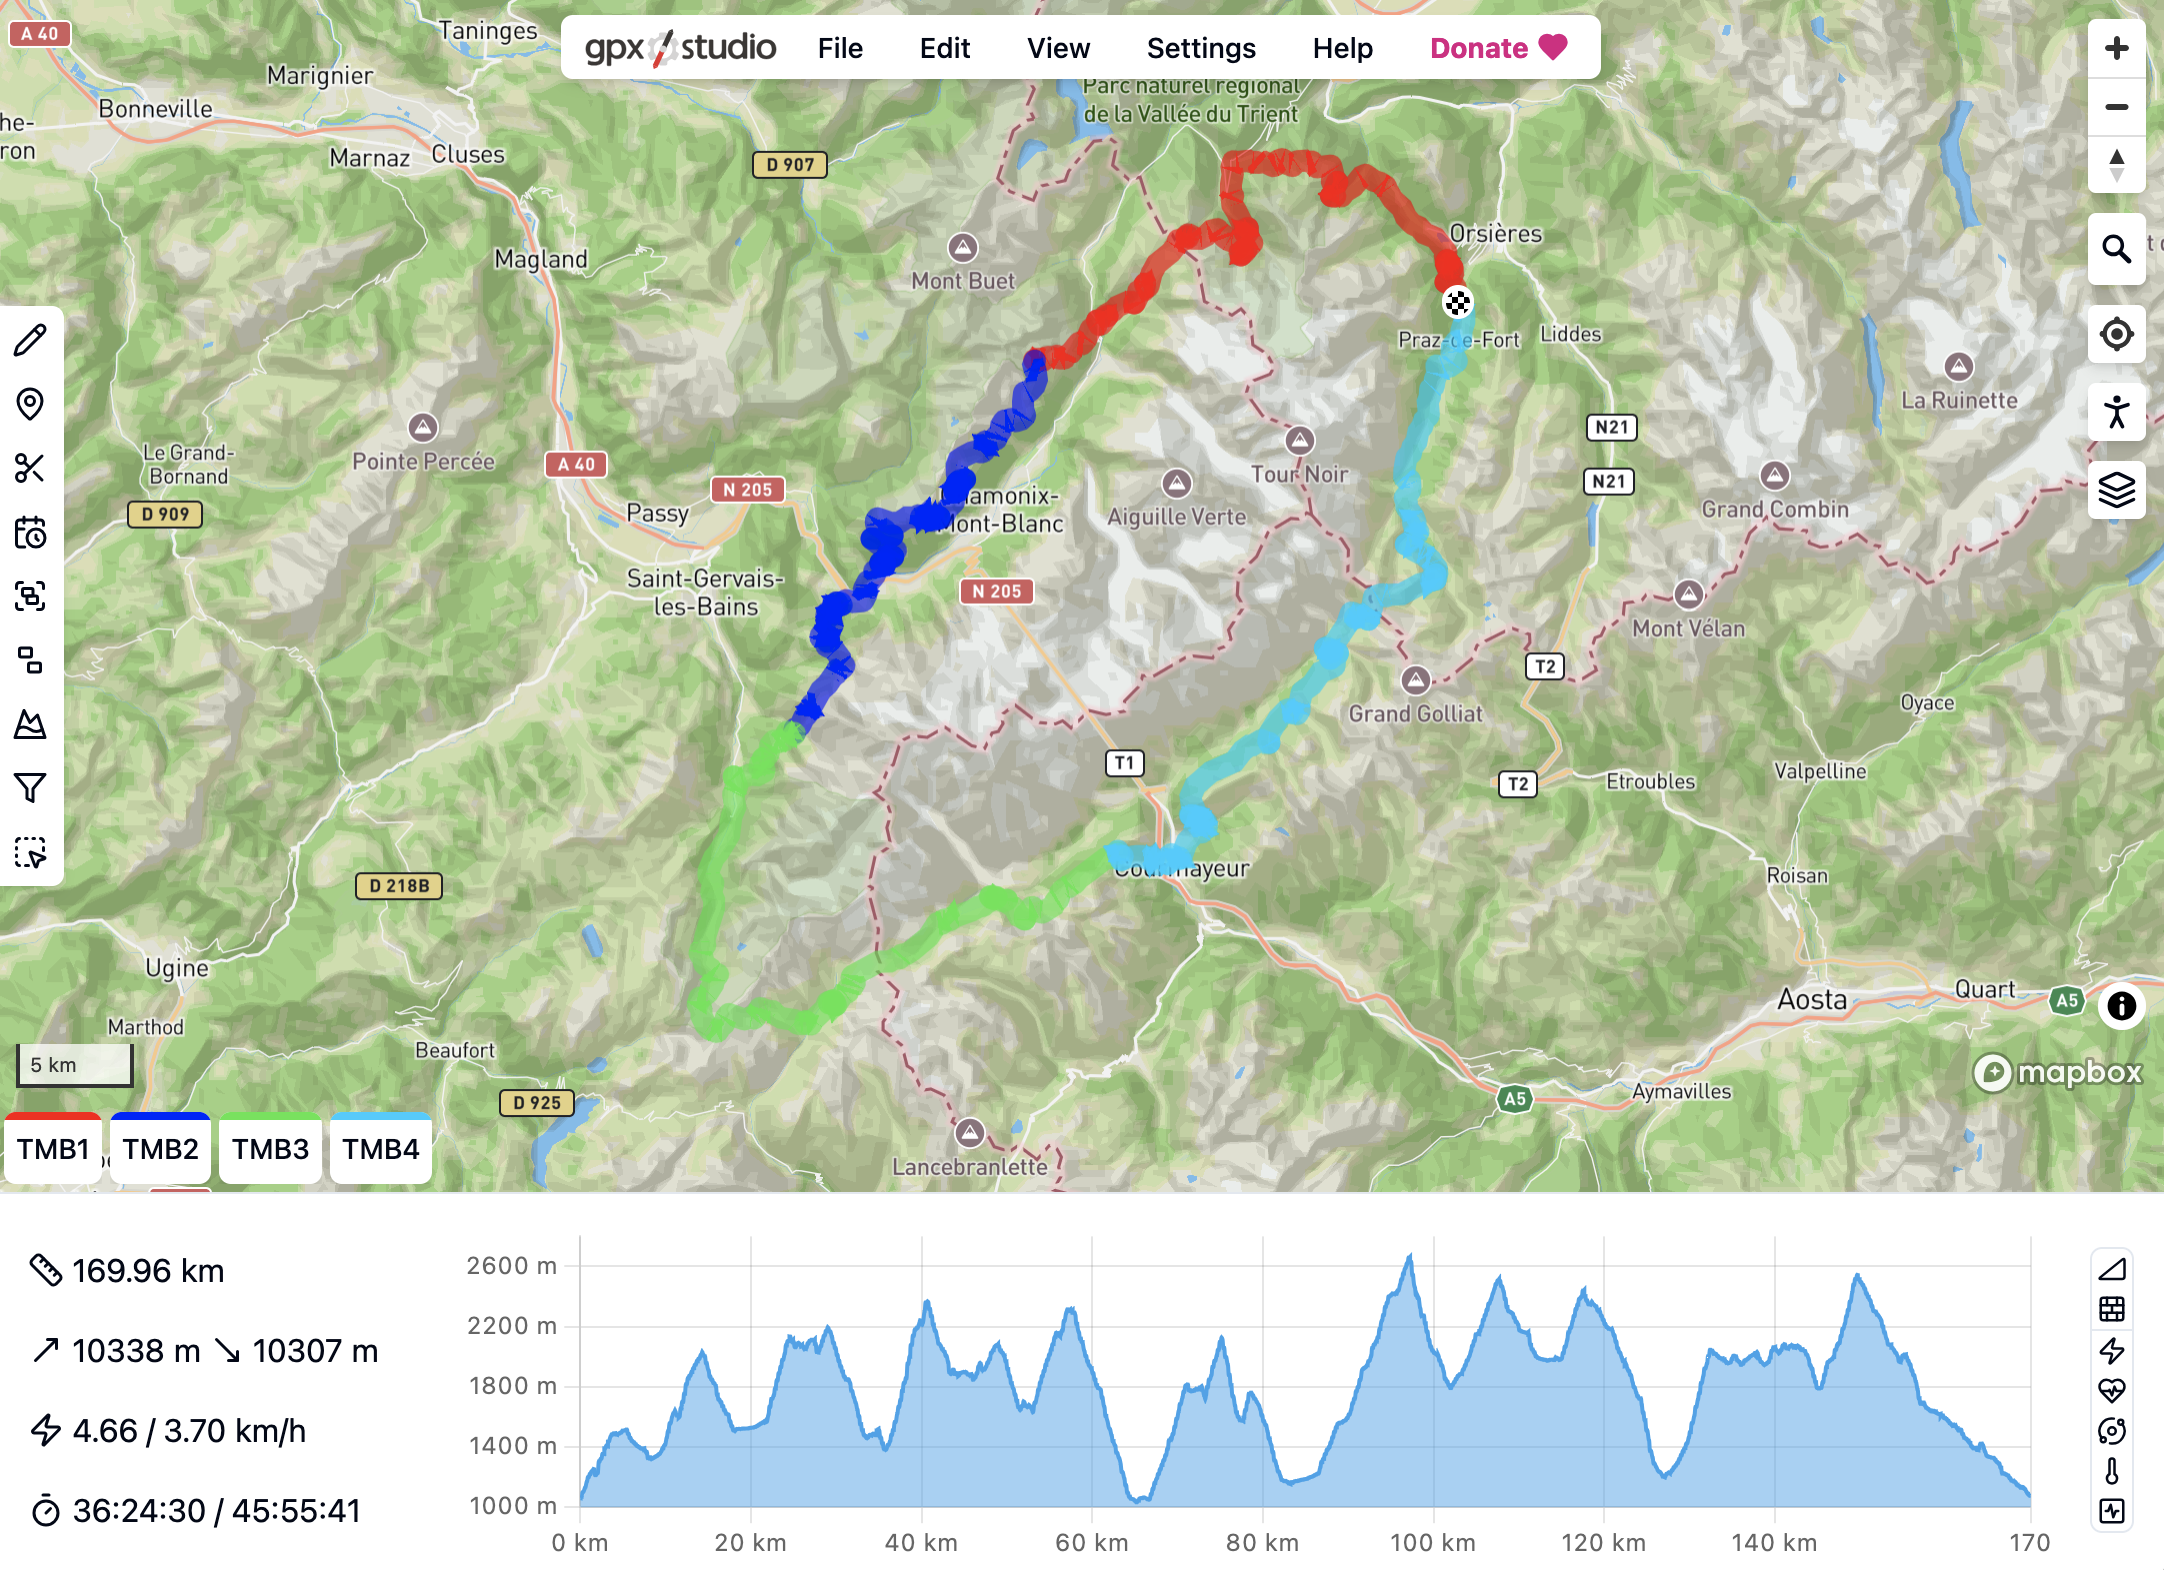 A 40
Taninges
gpx studio
File
Edit
View
Settings
Help
Donate
Marignier
Bonneville
he-
ron
Marnaz
Cluses
Parc naturel régional
de la Vallée du Trient
D 907
Magland
Mont Buet
Orsières
Praz-de-Fort
Liddes
La Ruinette
Le Grand-
Bornand
Pointe Percée
A 40
D 909
N 205
Passy
Tour Noir
Aiguille Verte
N21
N21
Grand Combin
Mont-Blanc
Saint-Gervais-
les-Bains
N 205
Mont Vélan
T2
Grand Golliat
Oyace
T1
T2
Etroubles
Valpelline
Courmayeur
Roisan
D 218B
Ugine
Marthod
Beaufort
Aosta
Quart
A5
5 km
mapbox
D 925
A5
Aymavilles
TMB1
TMB2
TMB3
TMB4
Lancebranlette
169.96 km
10338 m
10307 m
4.66 / 3.70 km/h
36:24:30 / 45:55:41
2600 m
2200 m
1800 m
1400 m
1000 m
0 km
20 km
40 km
60 km
80 km
100 km
120 km
140 km
170